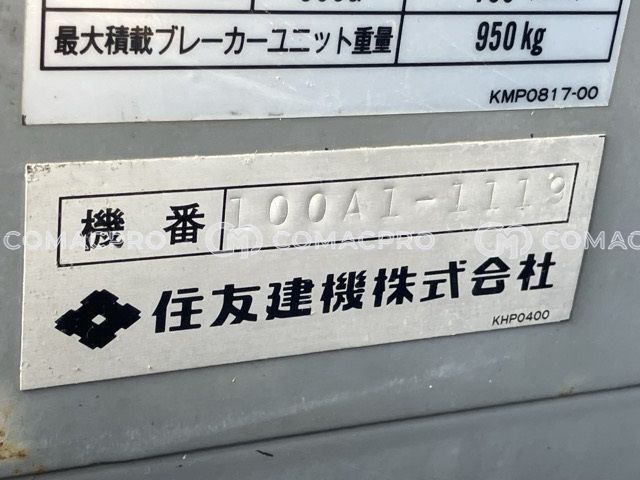 最大積載ブレーカーユニット重量 950kg
KMP0817-00
機番 100A1-1119
COMACPRO COMACPRO COMACPRO
住友建機株式会社
KHP0400